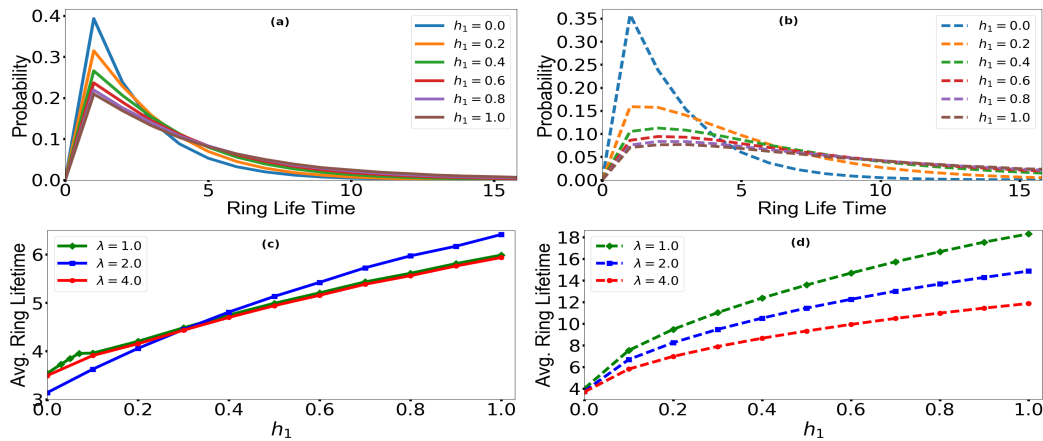 (a)
Probability
0.4
0.3
0.2
0.1
0.0
0
5
10
15
Ring Life Time
h₁ = 0.0
h₁ = 0.2
h₁ = 0.4
h₁ = 0.6
h₁ = 0.8
h₁ = 1.0
(b)
Probability
0.35
0.30
0.25
0.20
0.15
0.10
0.05
0.00
0
5
10
15
Ring Life Time
h₁ = 0.0
h₁ = 0.2
h₁ = 0.4
h₁ = 0.6
h₁ = 0.8
h₁ = 1.0
(c)
Avg. Ring Lifetime
6
5
4
3
0.0
0.2
0.4
0.6
0.8
1.0
h₁
λ = 1.0
λ = 2.0
λ = 4.0
(d)
Avg. Ring Lifetime
18
16
14
12
10
8
6
4
0.0
0.2
0.4
0.6
0.8
1.0
h₁
λ = 1.0
λ = 2.0
λ = 4.0